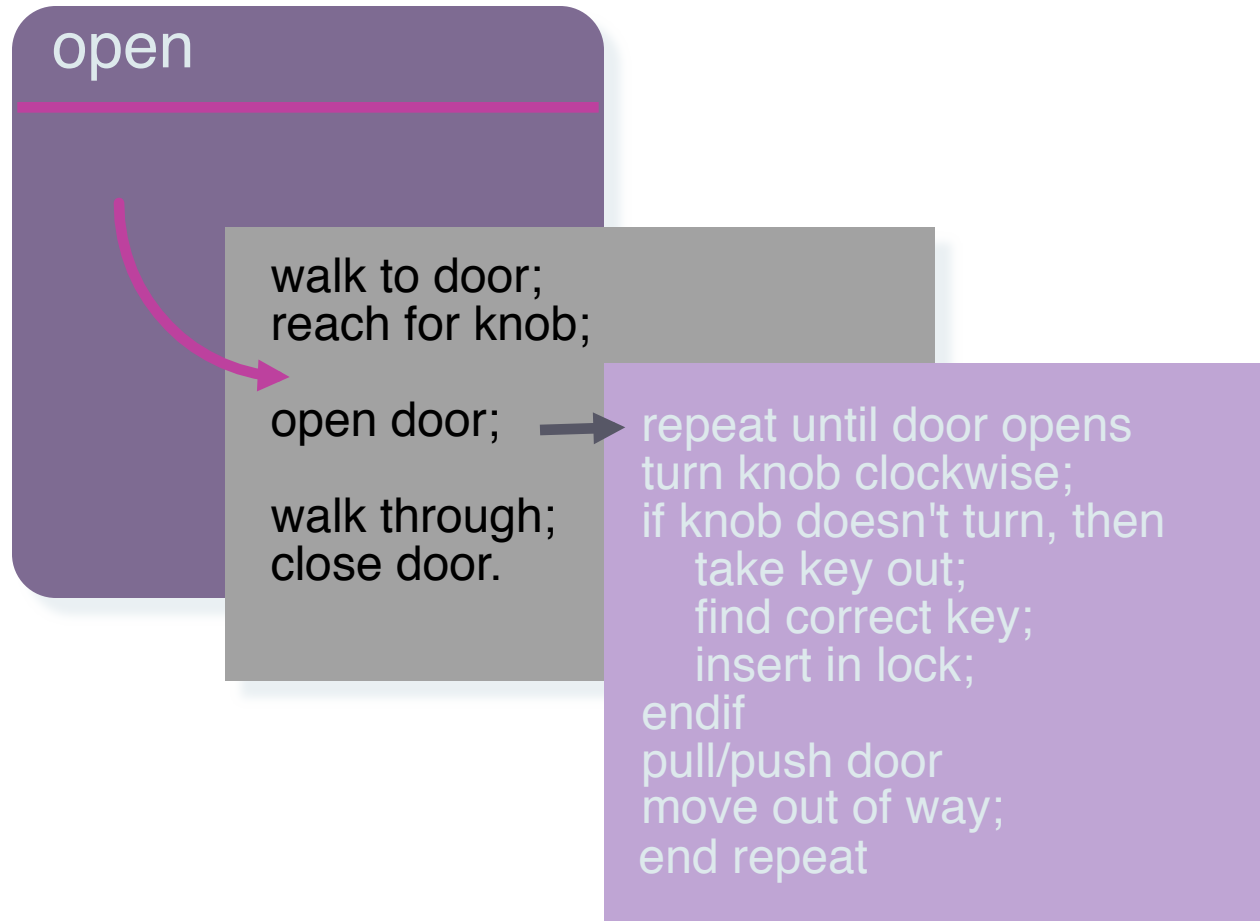 open
walk to door;
reach for knob;
open door;
walk through;
close door.
repeat until door opens
turn knob clockwise;
if knob doesn't turn, then
take key out;
find correct key;
insert in lock;
endif
pull/push door
move out of way;
end repeat